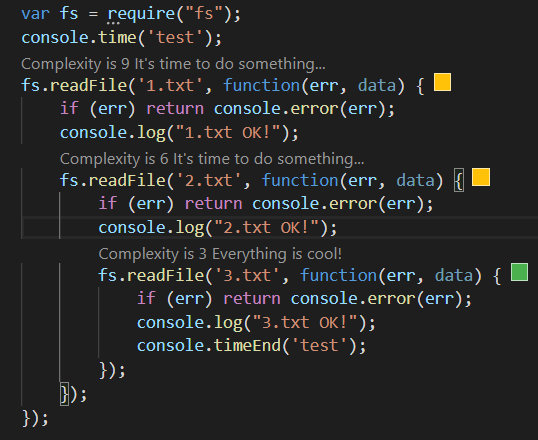 var fs = require("fs");
console.time('test');
Complexity is 9 It's time to do something...
fs.readFile('1.txt', function(err, data) {
    if (err) return console.error(err);
    console.log("1.txt OK!");
    Complexity is 6 It's time to do something...
    fs.readFile('2.txt', function(err, data) {
        if (err) return console.error(err);
        console.log("2.txt OK!");
        Complexity is 3 Everything is cool!
        fs.readFile('3.txt', function(err, data) {
            if (err) return console.error(err);
            console.log("3.txt OK!");
            console.timeEnd('test');
        });
    });
});